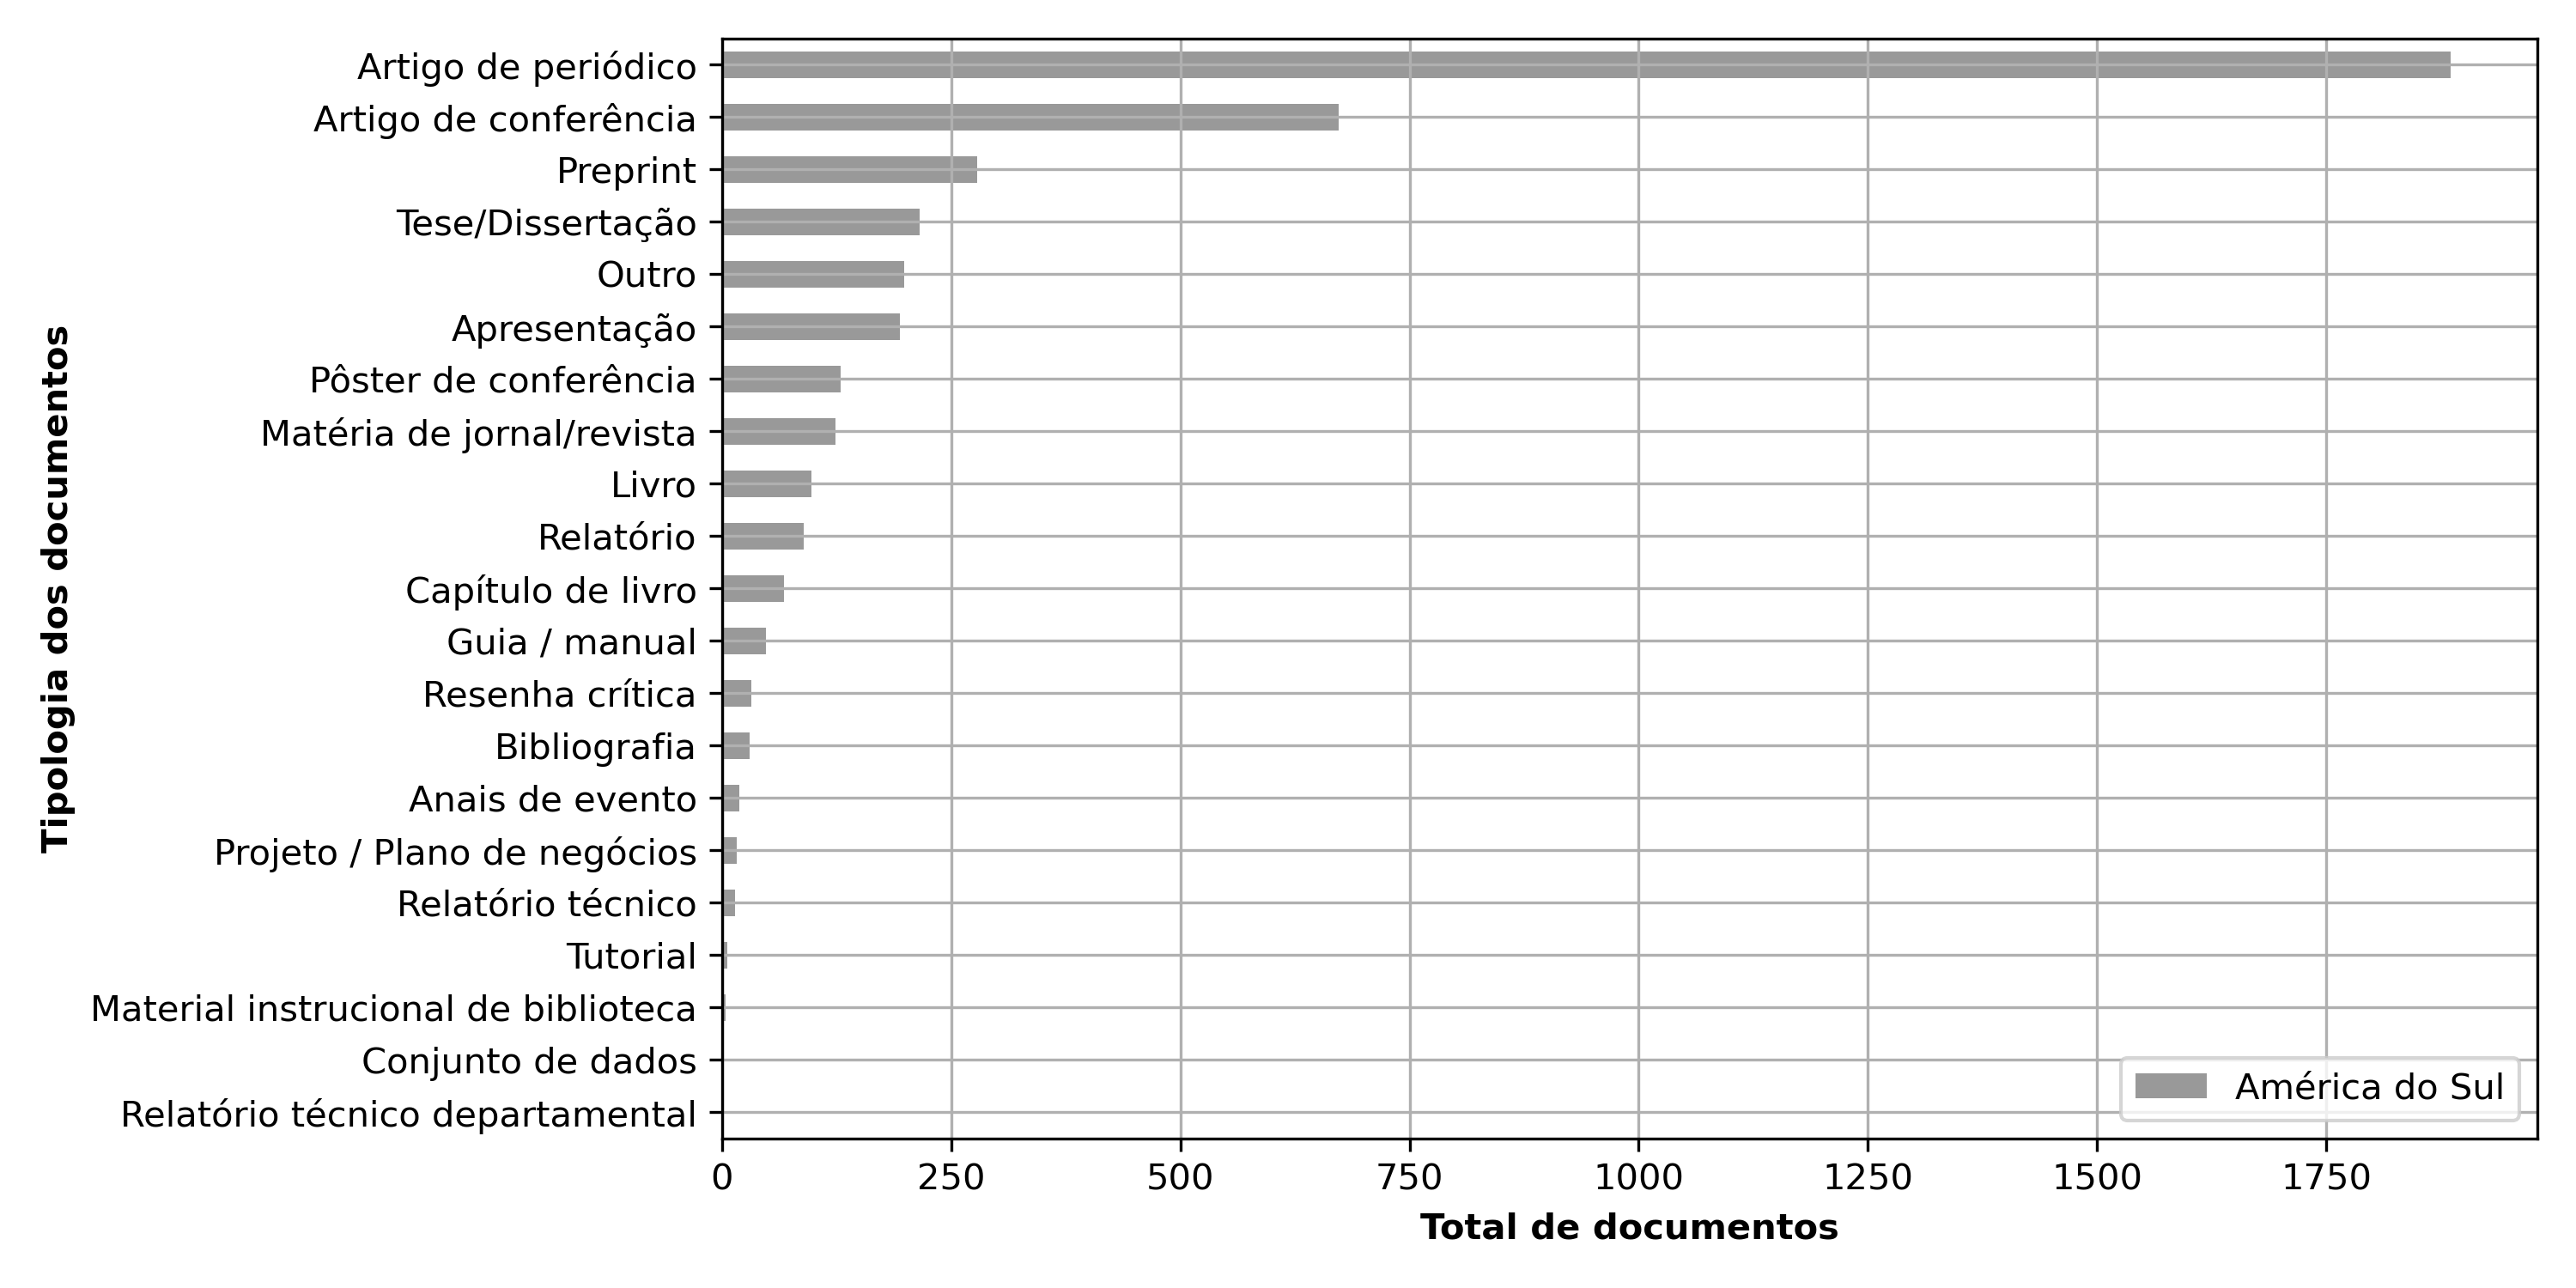 Artigo de periódico
Artigo de conferência
Preprint
Tese/Dissertação
Outro
Apresentação
Pôster de conferência
Matéria de jornal/revista
Livro
Relatório
Capítulo de livro
Guia / manual
Resenha crítica
Bibliografia
Anais de evento
Projeto / Plano de negócios
Relatório técnico
Tutorial
Material instrucional de biblioteca
Conjunto de dados
Relatório técnico departamental
Tipologia dos documentos
América do Sul
0 250 500 750 1000 1250 1500 1750
Total de documentos